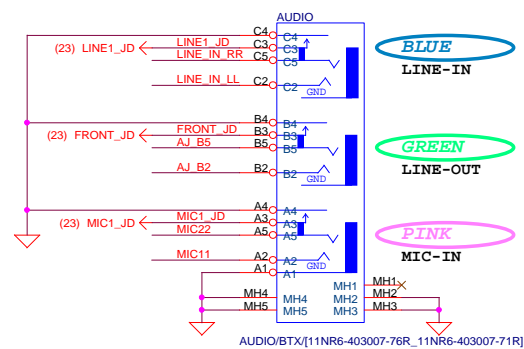 AUDIO
C4 C4
(23) LINE1_JD LINE1_JD C3 C3
LINE_IN_RR C5 C5
LINE_IN_LL C2 C2
GND
BLUE
LINE-IN
B4 B4
(23) FRONT_JD FRONT_JD B3 B3
AJ_B5 B5 B5
AJ_B2 B2 B2
GND
GREEN
LINE-OUT
A4 A4
(23) MIC1_JD MIC1_JD A3 A3
MIC22 A5 A5
MIC11 A2 A2
GND
A1 A1
PINK
MIC-IN
MH1 MH1
MH4 MH4 MH2 MH2
MH5 MH5 MH3 MH3
AUDIO/BTX/[11NR6-403007-76R_11NR6-403007-71R]